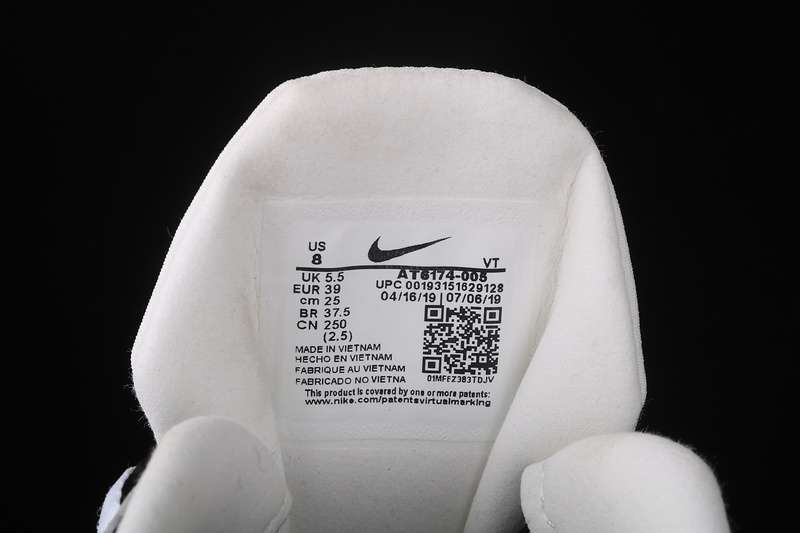 US
8
VT
UK 5.5
EUR 39
cm 25
BR 37.5
CN 250
(2.5)
AT6174-005
UPC 00193151629128
04/16/19 | 07/06/19
01MFEZ383TDJV
MADE IN VIETNAM
HECHO EN VIETNAM
FABRIQUE AU VIETNAM
FABRICADO NO VIETNA
This product is covered by one or more patents:
www.nike.com/patentsvirtualmarking